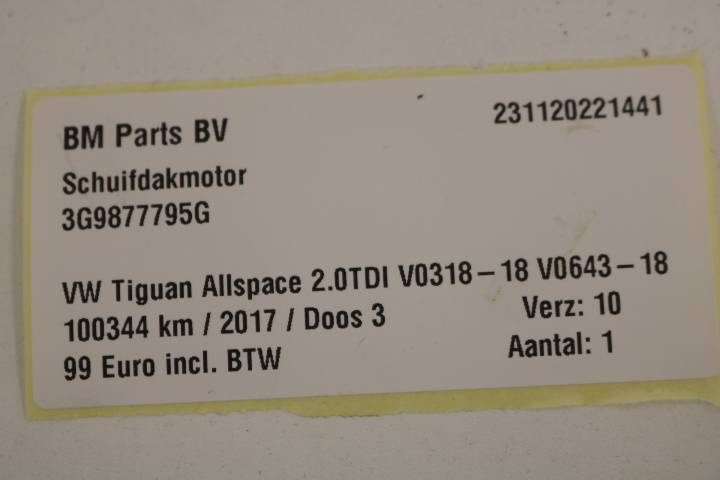 BM Parts BV 231120221441
Schuifdakmotor
3G9877795G
VW Tiguan Allspace 2.0TDI V0318-18 V0643-18
100344 km / 2017 / Doos 3 Verz: 10
99 Euro incl. BTW Aantal: 1